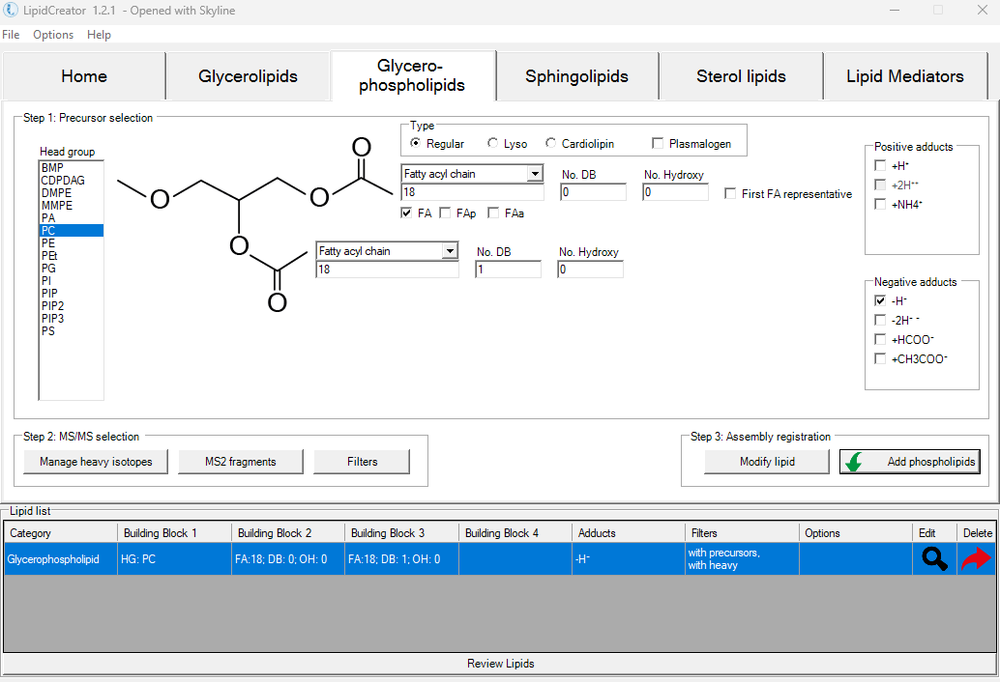 LipidCreator 1.2.1 - Opened with Skyline
File Options Help
Home
Glycerolipids
Glycero-
phospholipids
Sphingolipids
Sterol lipids
Lipid Mediators
Step 1: Precursor selection
Head group
BMP
CDPDAG
DMPE
MMPE
PA
PC
PE
PEt
PG
PI
PIP
PIP2
PIP3
PS
O
O
O
O
O
Type
Regular Lyso Cardiolipin Plasmalogen
Fatty acyl chain
18
No. DB
0
No. Hydroxy
0
First FA representative
FA FAp FAa
Fatty acyl chain
18
No. DB
1
No. Hydroxy
0
Positive adducts
+H⁺
+2H⁺⁺
+NH4⁺
Negative adducts
-H⁻
-2H⁻ ⁻
+HCOO⁻
+CH3COO⁻
Step 2: MS/MS selection
Manage heavy isotopes
MS2 fragments
Filters
Step 3: Assembly registration
Modify lipid
Add phospholipids
Lipid list
Category Building Block 1 Building Block 2 Building Block 3 Building Block 4 Adducts Filters Options Edit Delete
Glycerophospholipid HG: PC FA:18; DB: 0; OH: 0 FA:18; DB: 1; OH: 0 -H⁻ with precursors,
with heavy
Review Lipids